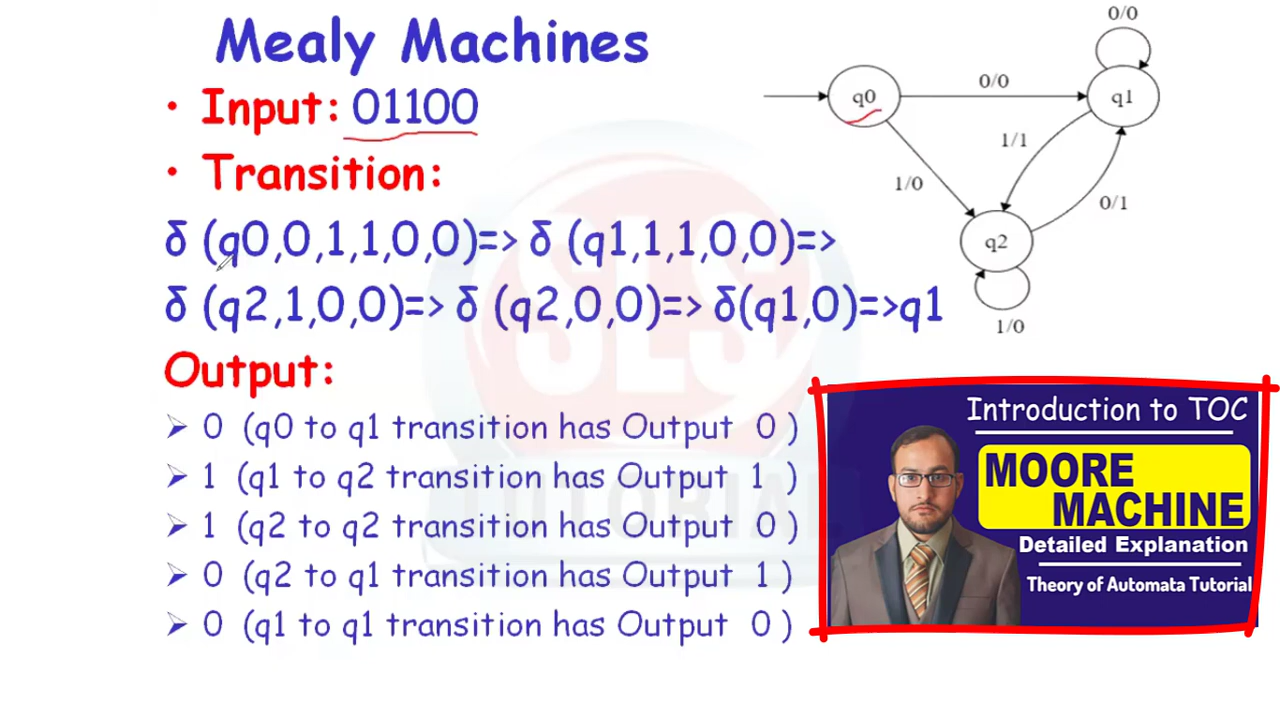 Mealy Machines
• Input: 01100
• Transition:
δ (q0,0,1,1,0,0)=> δ (q1,1,1,0,0)=>
δ (q2,1,0,0)=> δ (q2,0,0)=> δ(q1,0)=>q1
Output:
➢ 0 (q0 to q1 transition has Output 0 )
➢ 1 (q1 to q2 transition has Output 1 )
➢ 1 (q2 to q2 transition has Output 0 )
➢ 0 (q2 to q1 transition has Output 1 )
➢ 0 (q1 to q1 transition has Output 0 )
0/0
q0
0/0
q1
1/1
1/0
0/1
q2
1/0
SLS
TUTORIAL
Introduction to TOC
MOORE
MACHINE
Detailed Explanation
Theory of Automata Tutorial